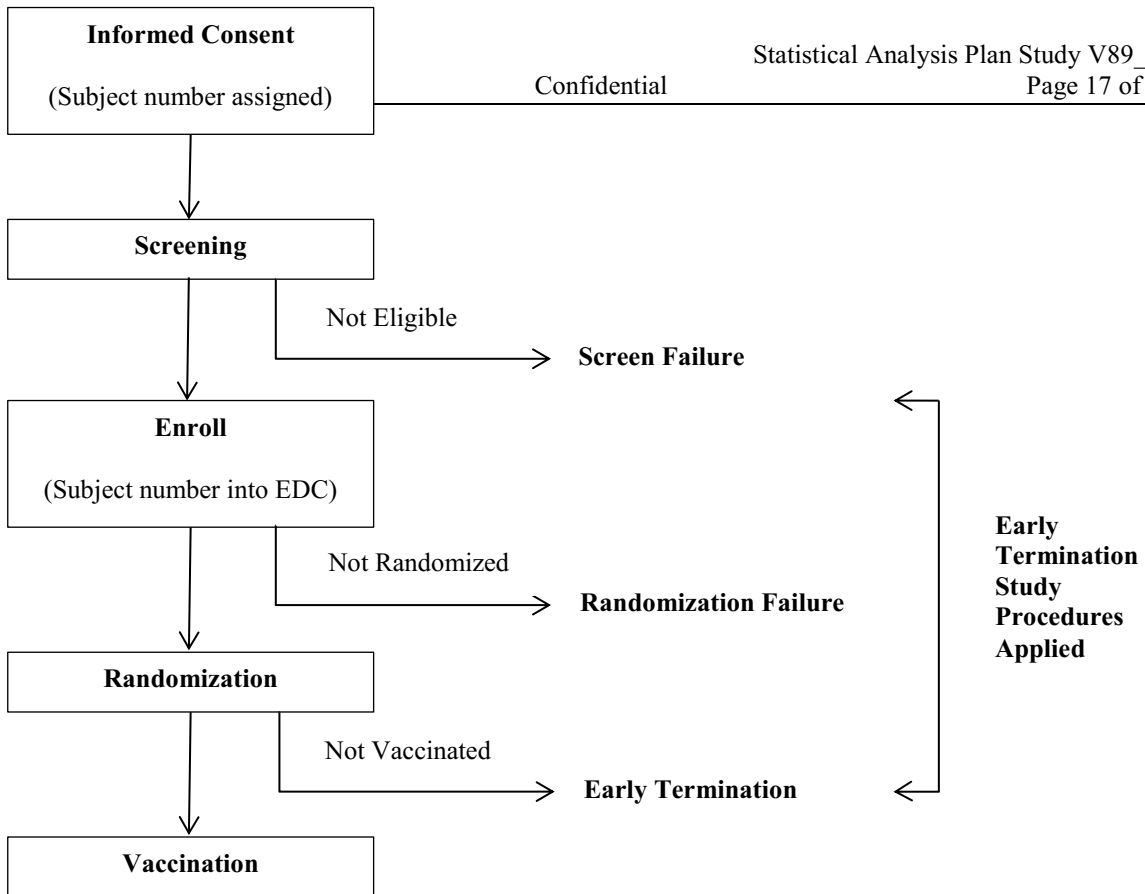 Informed Consent
(Subject number assigned)
Statistical Analysis Plan Study V89_
Confidential
Page 17 of
Screening
Not Eligible
Screen Failure
Enroll
(Subject number into EDC)
Not Randomized
Randomization Failure
Early
Termination
Study
Procedures
Applied
Randomization
Not Vaccinated
Early Termination
Vaccination